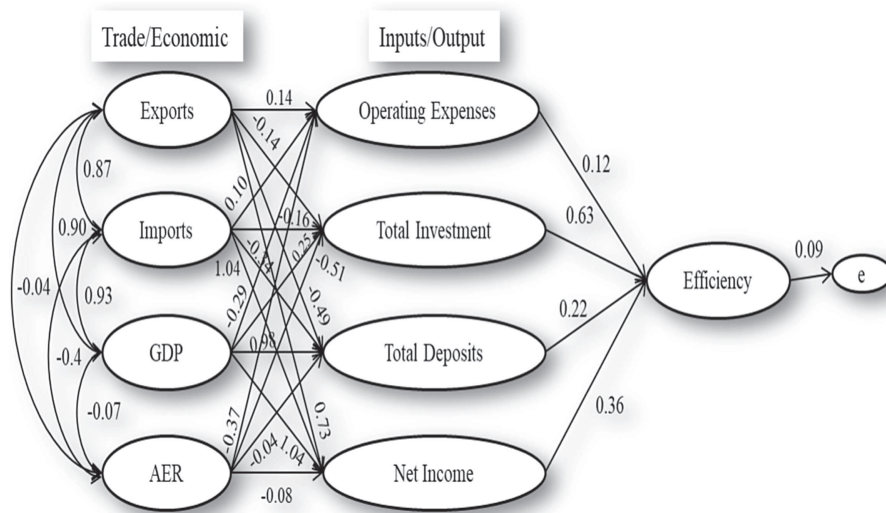 Trade/Economic
Inputs/Output
Exports
0.14
Operating Expenses
-0.14
0.12
0.87
0.10
0.63
Imports
-0.16
Total Investment
0.90
-0.34
0.25
-0.51
1.04
Efficiency
0.09
e
-0.04
0.93
-0.29
-0.49
0.22
GDP
0.98
Total Deposits
-0.4
-0.07
0.36
-0.37
0.73
-0.04
1.04
AER
Net Income
-0.08